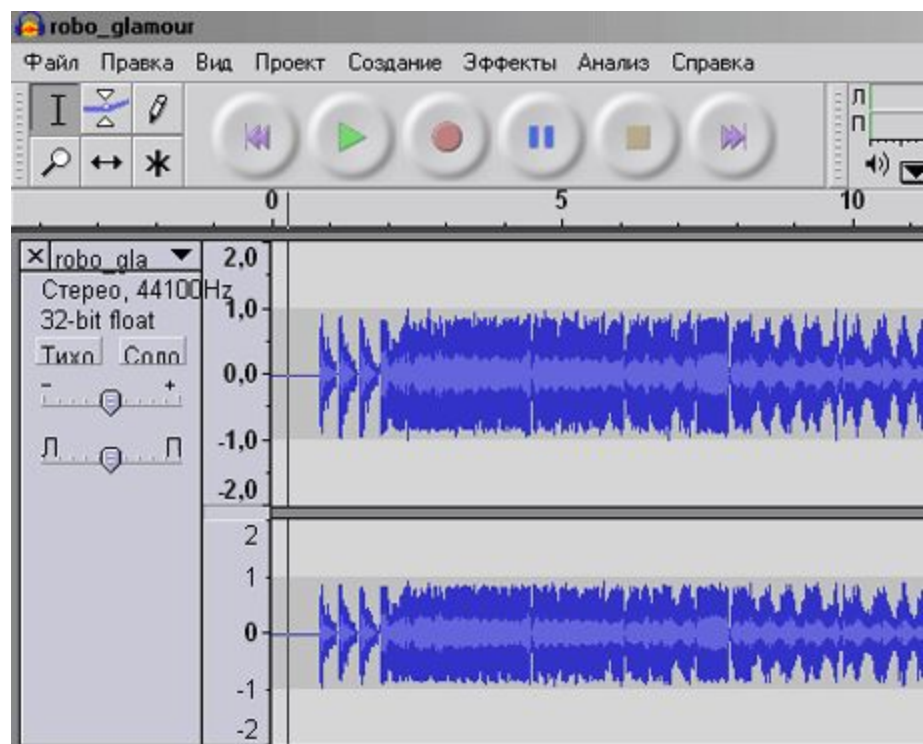 robo_glamour
Файл Правка Вид Проект Создание Эффекты Анализ Справка
Л
П
0 5 10
× robo_gla
Стерео, 44100Hz
32-bit float
Тихо Соло
- +
Л П
2,0
1,0
0,0
-1,0
-2,0
2
1
0
-1
-2